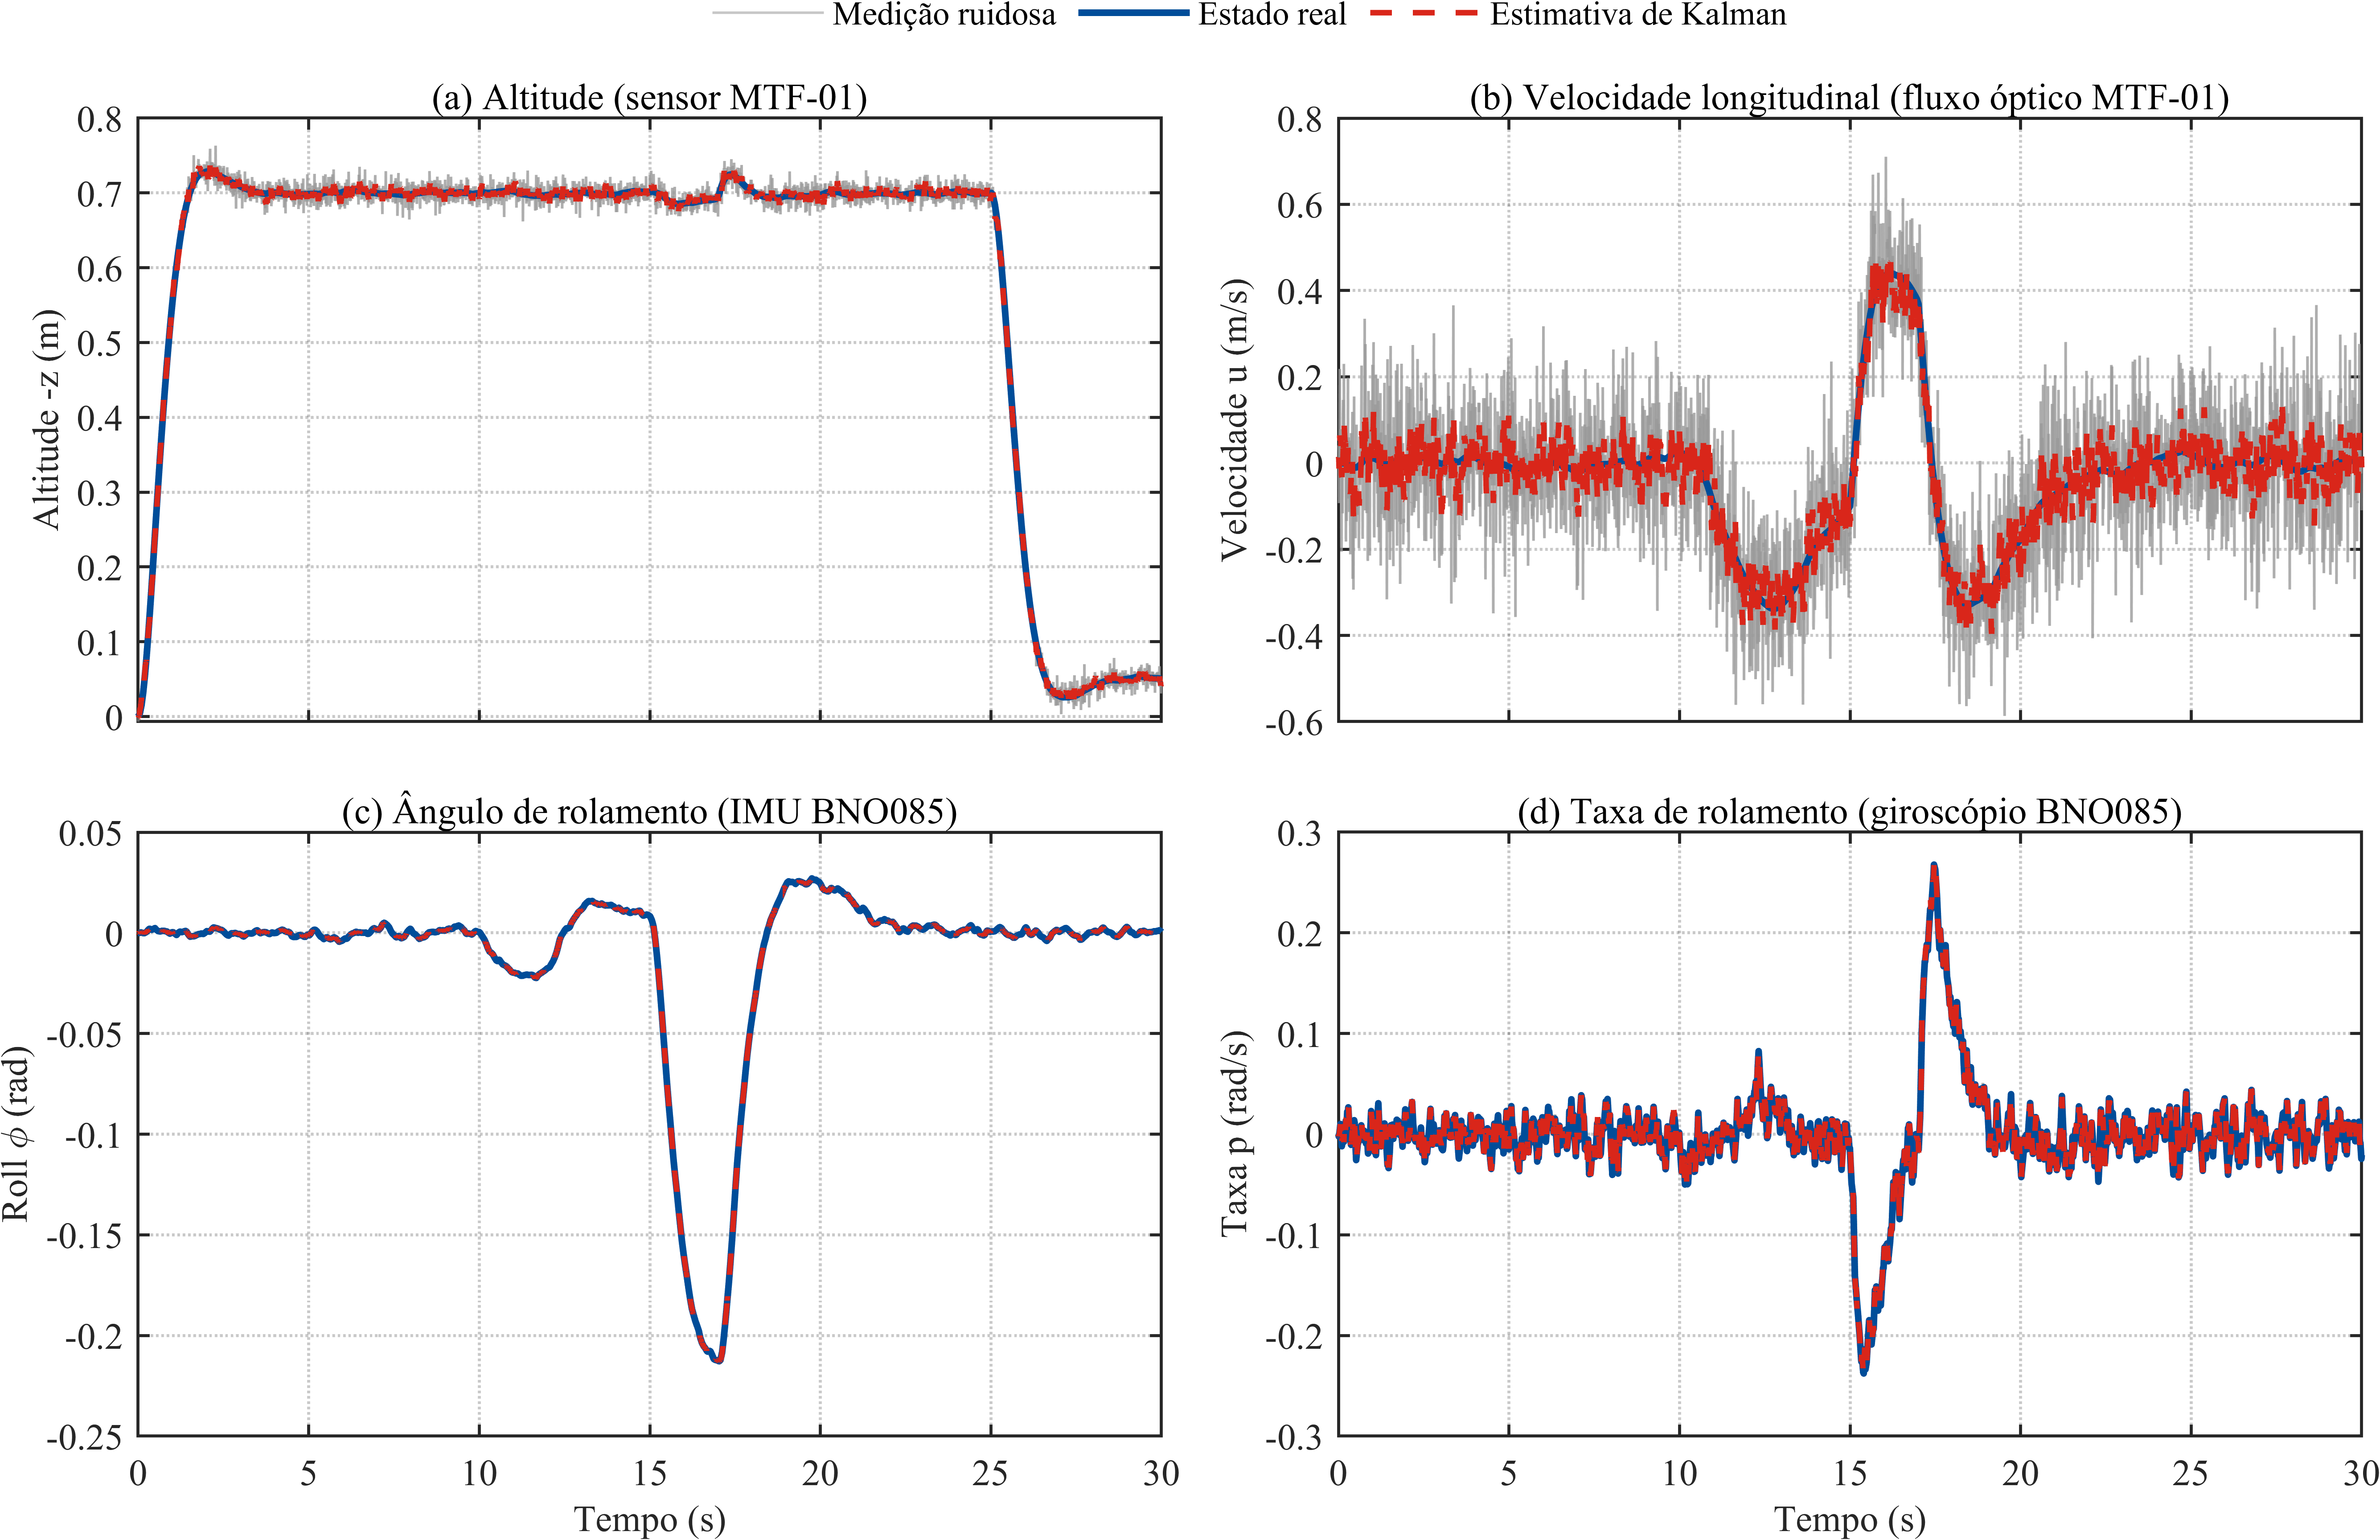 Medição ruidosa Estado real Estimativa de Kalman
(a) Altitude (sensor MTF-01)
0.8
0.7
0.6
0.5
0.4
0.3
0.2
0.1
0
Altitude -z (m)
(b) Velocidade longitudinal (fluxo óptico MTF-01)
0.8
0.6
0.4
0.2
0
-0.2
-0.4
-0.6
Velocidade u (m/s)
(c) Ângulo de rolamento (IMU BNO085)
0.05
0
-0.05
-0.1
-0.15
-0.2
-0.25
Roll ϕ (rad)
0 5 10 15 20 25 30
Tempo (s)
(d) Taxa de rolamento (giroscópio BNO085)
0.3
0.2
0.1
0
-0.1
-0.2
-0.3
Taxa p (rad/s)
0 5 10 15 20 25 30
Tempo (s)